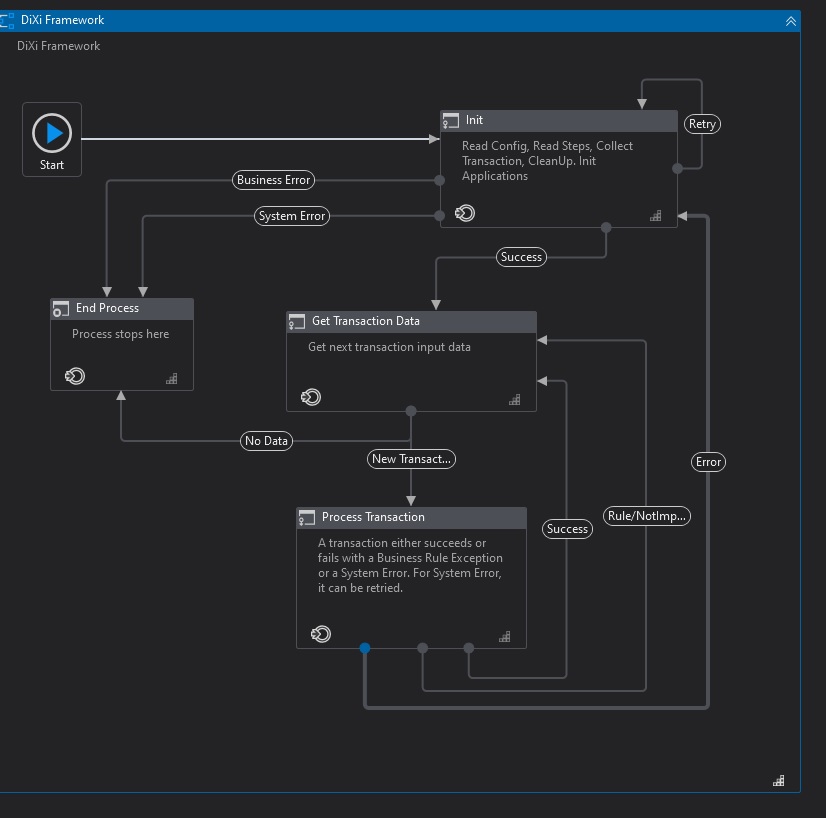 DiXi Framework
DiXi Framework
Start
Init
Read Config, Read Steps, Collect
Transaction, CleanUp. Init
Applications
Retry
Business Error
System Error
Success
End Process
Process stops here
Get Transaction Data
Get next transaction input data
No Data
New Transact...
Error
Process Transaction
A transaction either succeeds or
fails with a Business Rule Exception
or a System Error. For System Error,
it can be retried.
Success
Rule/NotImp...